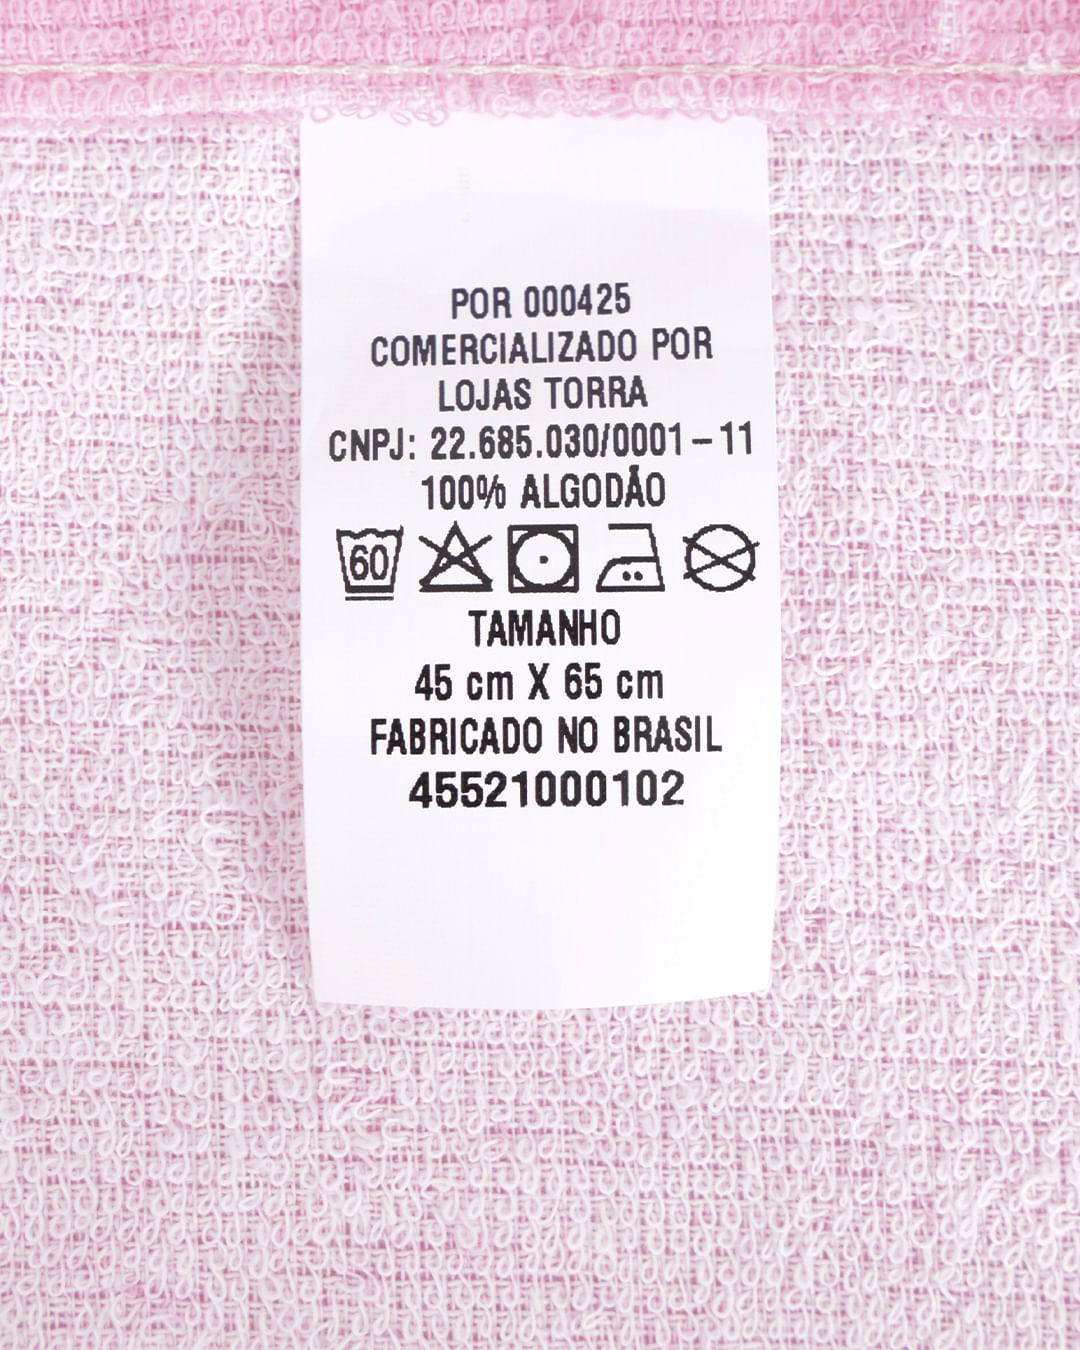 POR 000425
COMERCIALIZADO POR
LOJAS TORRA
CNPJ: 22.685.030/0001-11
100% ALGODÃO
60
TAMANHO
45 cm X 65 cm
FABRICADO NO BRASIL
45521000102